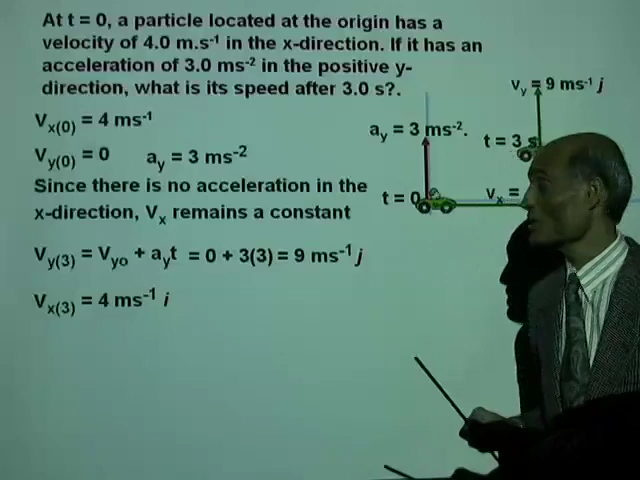 At t = 0, a particle located at the origin has a
velocity of 4.0 m.s⁻¹ in the x-direction. If it has an
acceleration of 3.0 ms⁻² in the positive y-
direction, what is its speed after 3.0 s?.
Vx(0) = 4 ms⁻¹
Vy(0) = 0 ay = 3 ms⁻²
Since there is no acceleration in the
x-direction, Vx remains a constant
Vy(3) = Vyo + ayt = 0 + 3(3) = 9 ms⁻¹ j
Vx(3) = 4 ms⁻¹ i
Vy = 9 ms⁻¹ j
ay = 3 ms⁻².
t = 3 s
t = 0
Vx =